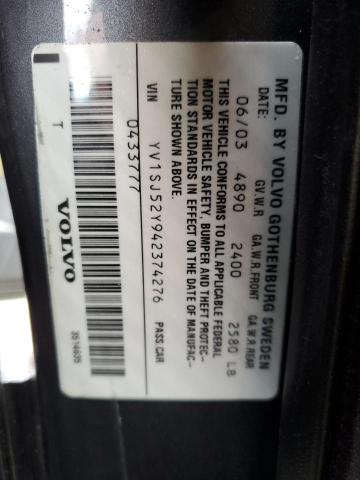 MFD. BY VOLVO GOTHENBURG SWEDEN
DATE: GV.W.R GA.W.R.FRONT GA.W.R.REAR
06/03 4890 2400 2580 LB
THIS VEHICLE CONFORMS TO ALL APPLICABLE FEDERAL
MOTOR VEHICLE SAFETY, BUMPER AND THEFT PROTEC-
TION STANDARDS IN EFFECT ON THE DATE OF MANUFAC-
TURE SHOWN ABOVE.
VIN YV1SJ52Y942374276 PASS CAR
0433777
T VOLVO 3514635